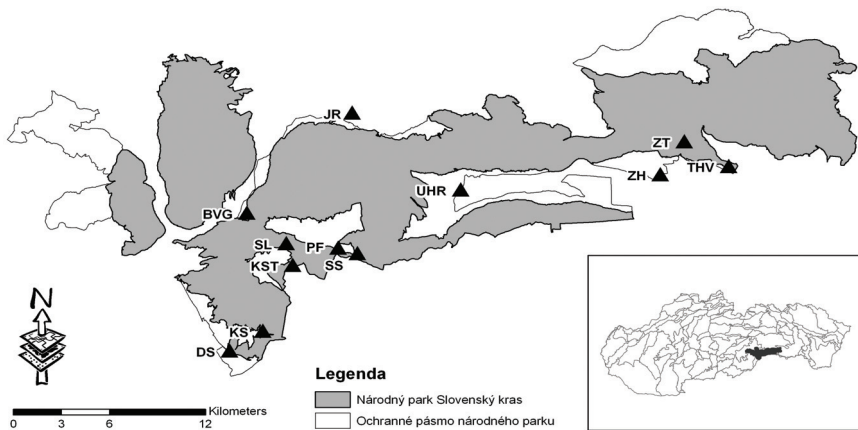 JR
ZT
ZH
THV
UHR
BVG
SL
PF
KST
SS
N
KS
DS
Legenda
Kilometers
Národný park Slovenský kras
0 3 6 12
Ochranné pásmo národného parku